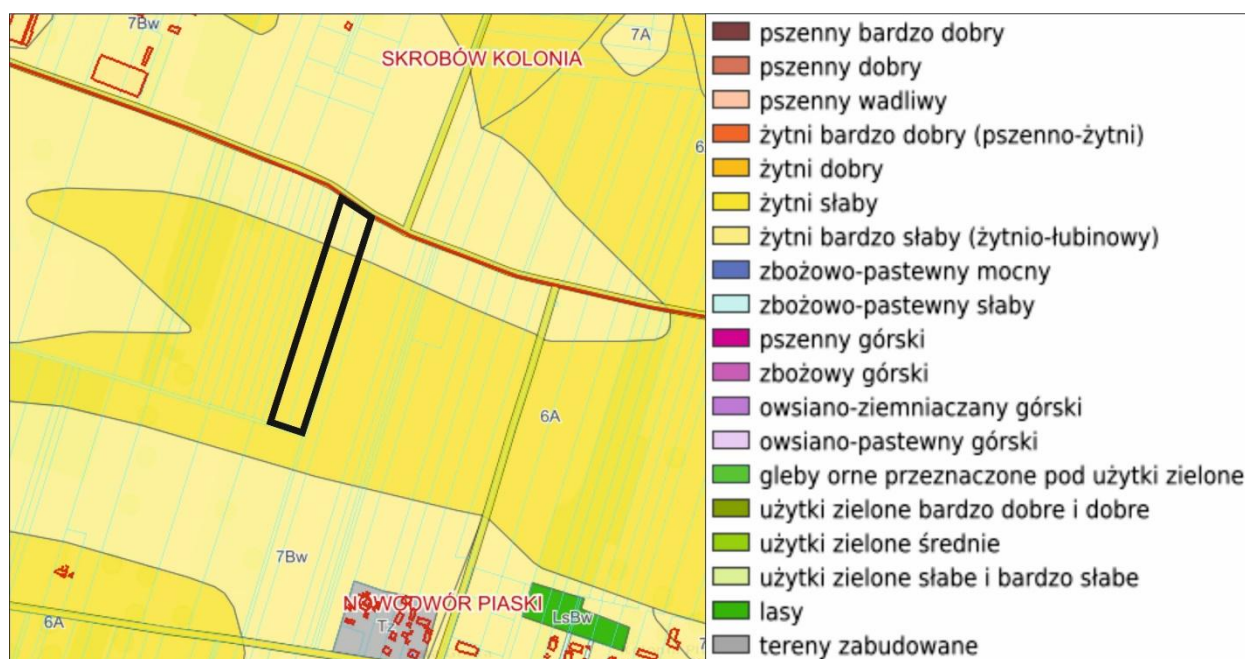 7Bw
SKROBÓW KOLONIA
7A
6
6A
7Bw
NOWODWÓR PIASKI
Tz
LsBw
6A
7
pszenny bardzo dobry
pszenny dobry
pszenny wadliwy
żytni bardzo dobry (pszenno-żytni)
żytni dobry
żytni słaby
żytni bardzo słaby (żytnio-łubinowy)
zbożowo-pastewny mocny
zbożowo-pastewny słaby
pszenny górski
zbożowy górski
owsiano-ziemniaczany górski
owsiano-pastewny górski
gleby orne przeznaczone pod użytki zielone
użytki zielone bardzo dobre i dobre
użytki zielone średnie
użytki zielone słabe i bardzo słabe
lasy
tereny zabudowane